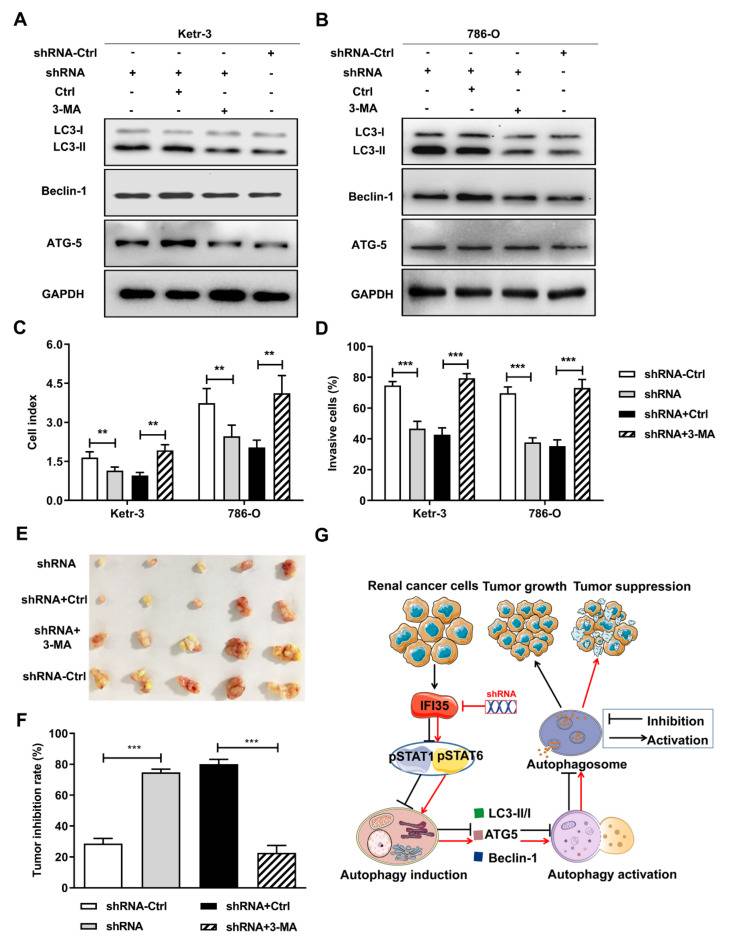 A
Ketr-3
shRNA-Ctrl - - - +
shRNA + + + -
Ctrl - + - -
3-MA - - + -
LC3-I
LC3-II
Beclin-1
ATG-5
GAPDH
B
786-O
shRNA-Ctrl - - - +
shRNA + + + -
Ctrl - + - -
3-MA - - + -
LC3-I
LC3-II
Beclin-1
ATG-5
GAPDH
C
Cell index
6.0
4.5
3.0
1.5
0
** ** ** **
Ketr-3 786-O
D
Invasive cells (%)
100
80
60
40
20
0
*** *** *** ***
Ketr-3 786-O
shRNA-Ctrl
shRNA
shRNA+Ctrl
shRNA+3-MA
E
shRNA
shRNA+Ctrl
shRNA+
3-MA
shRNA-Ctrl
F
Tumor inhibition rate (%)
100
80
60
40
20
0
*** ***
shRNA-Ctrl shRNA+Ctrl
shRNA shRNA+3-MA
G
Renal cancer cells Tumor growth Tumor suppression
IFI35
shRNA
pSTAT1 pSTAT6
Autophagosome
Inhibition
Activation
LC3-II/I
ATG5
Beclin-1
Autophagy induction Autophagy activation